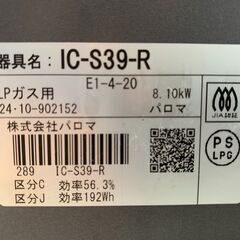 器具名：IC-S39-R
E1-4-20
LPガス用 8.10kW
24・10-902152 パロマ
株式会社パロマ
JIA認証
PS
LPG
289 IC-S39-R
区分C 効率56.3%
区分J 効率192Wh